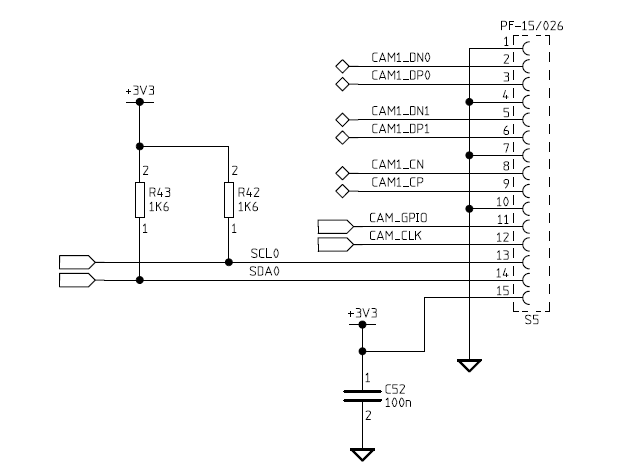 PF-15/026
1
CAM1_DN0
2
CAM1_DP0
3
4
CAM1_DN1
5
CAM1_DP1
6
7
CAM1_CN
8
CAM1_CP
9
10
CAM_GPIO
11
CAM_CLK
12
SCL0
13
SDA0
14
15
S5
+3V3
2
R43
1K6
1
2
R42
1K6
1
+3V3
1
C52
100n
2